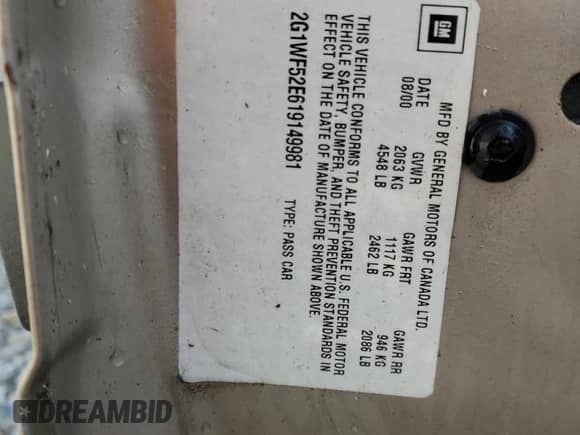 GM
MFD BY GENERAL MOTORS OF CANADA LTD.
DATE GVWR GAWR FRT GAWR RR
08/00 2063 KG 1117 KG 946 KG
4548 LB 2462 LB 2086 LB
THIS VEHICLE CONFORMS TO ALL APPLICABLE U.S. FEDERAL MOTOR
VEHICLE SAFETY, BUMPER, AND THEFT PREVENTION STANDARDS IN
EFFECT ON THE DATE OF MANUFACTURE SHOWN ABOVE.
2G1WF52E619149981 TYPE: PASS CAR
DREAMBID